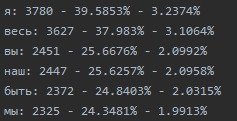 я: 3780 - 39.5853% - 3.2374%
весь: 3627 - 37.983% - 3.1064%
вы: 2451 - 25.6676% - 2.0992%
наш: 2447 - 25.6257% - 2.0958%
быть: 2372 - 24.8403% - 2.0315%
мы: 2325 - 24.3481% - 1.9913%